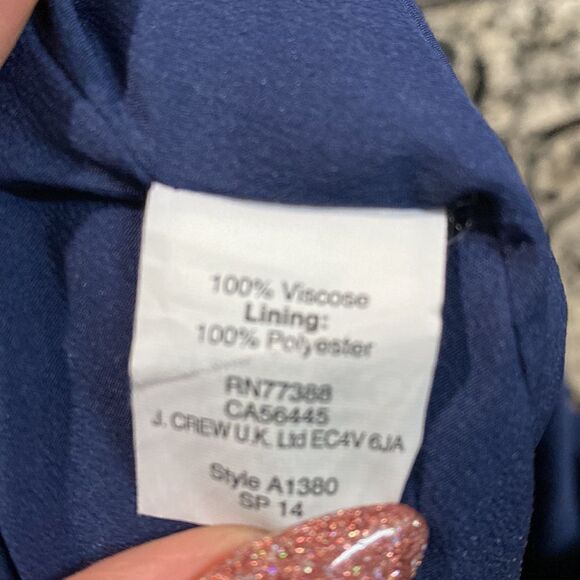 100% Viscose
Lining:
100% Polyester
RN77388
CA56445
J. CREW U.K. Ltd EC4V 6JA
Style A1380
SP 14